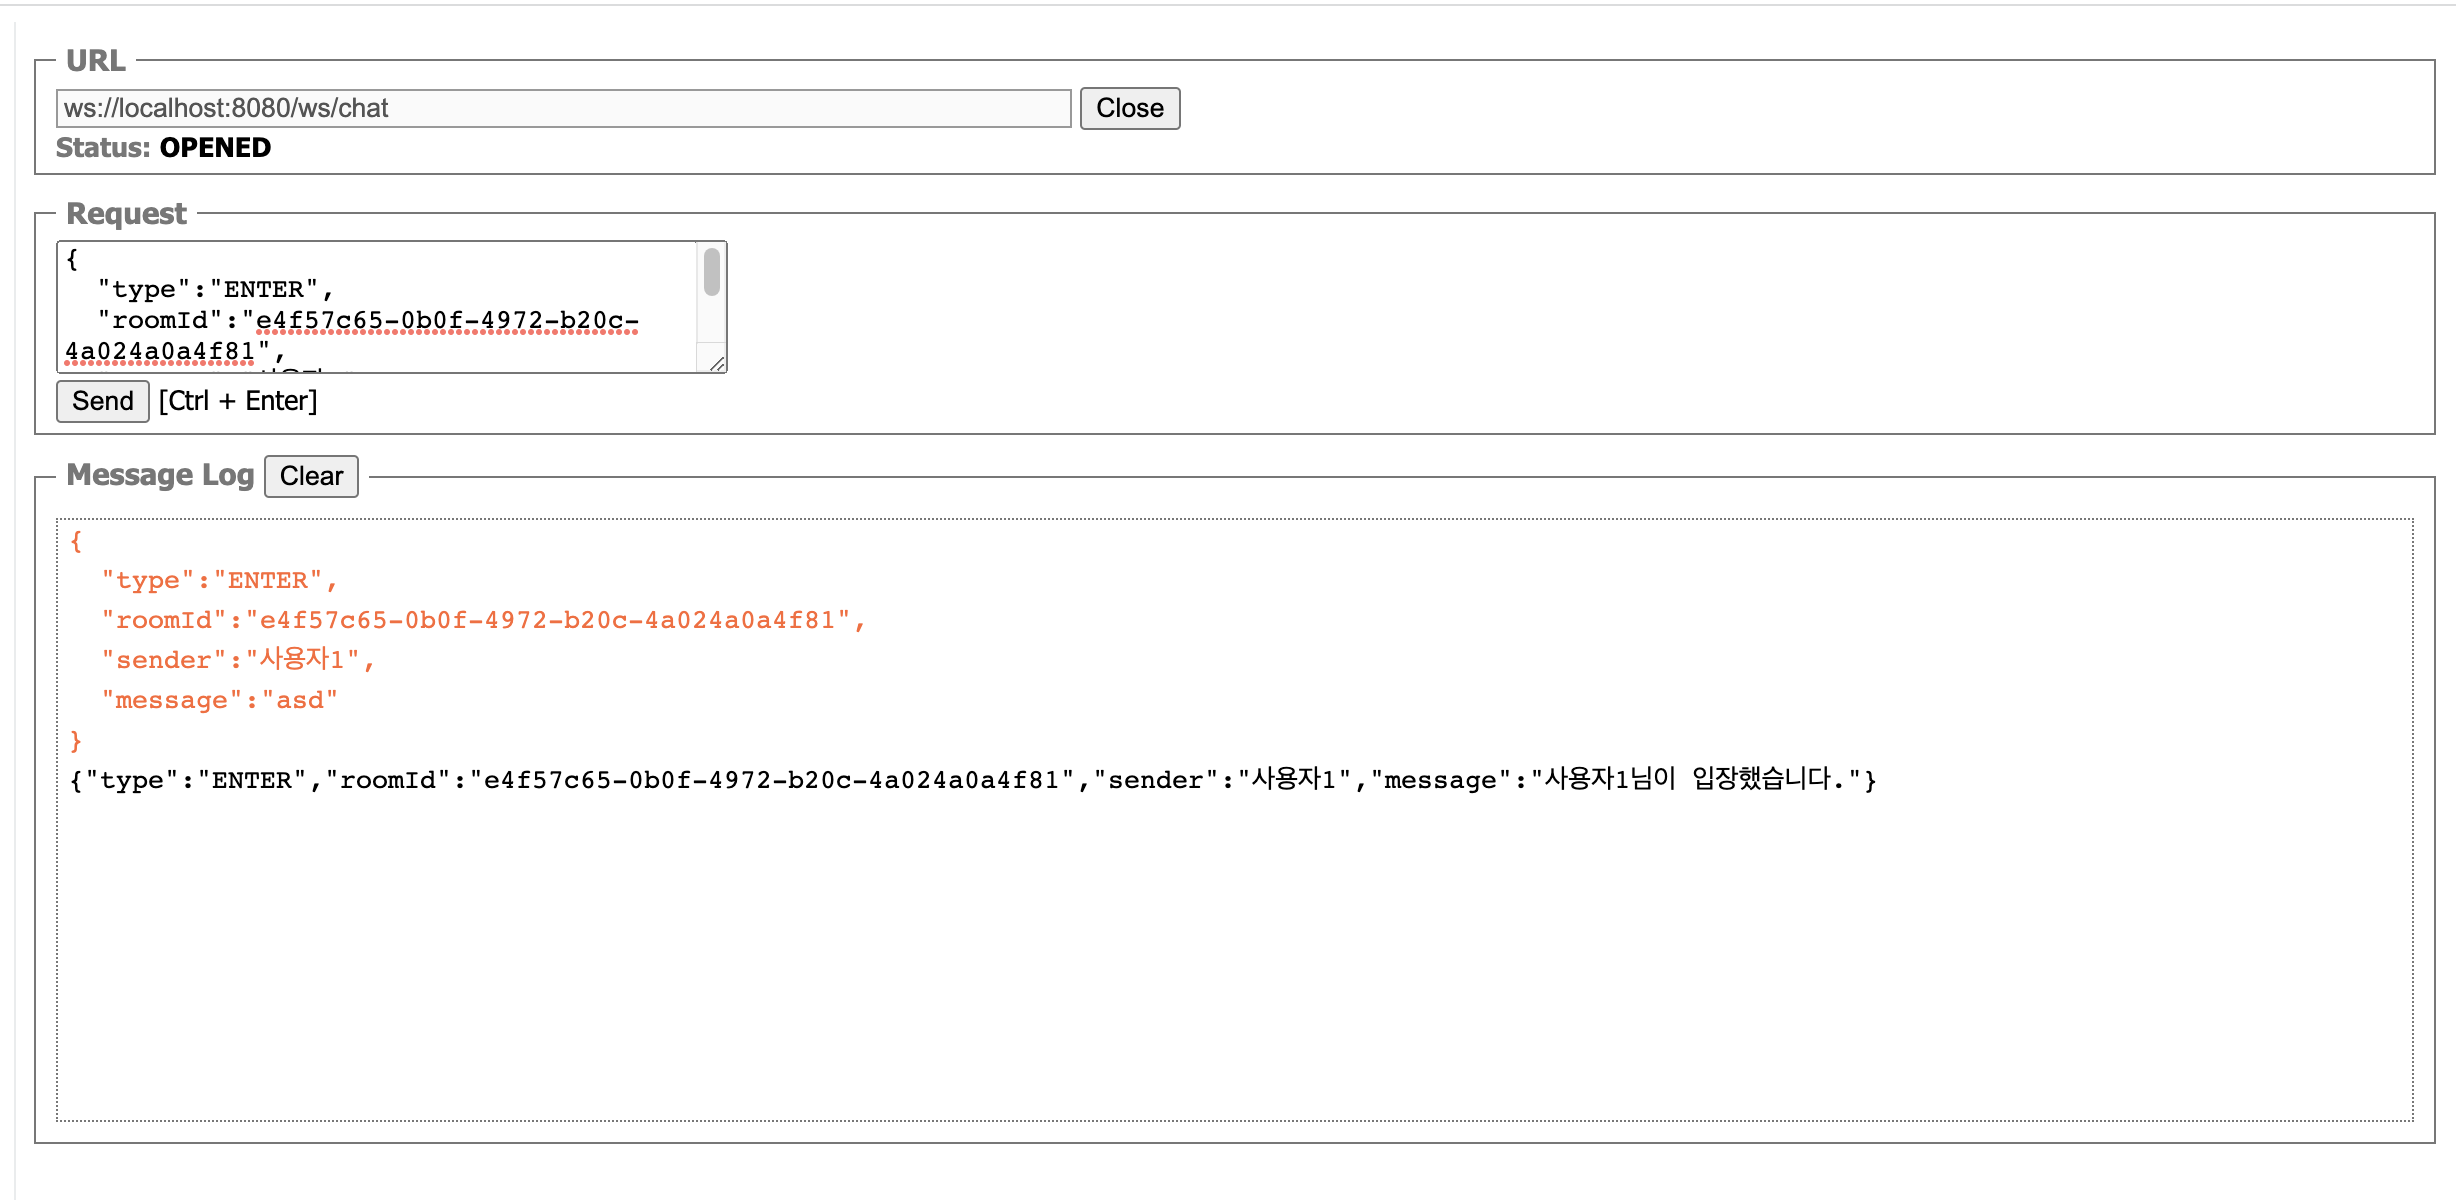 URL
ws://localhost:8080/ws/chat Close
Status: OPENED
Request
{
"type":"ENTER",
"roomId":"e4f57c65-0b0f-4972-b20c-
4a024a0a4f81",
Send [Ctrl + Enter]
Message Log Clear
{
"type":"ENTER",
"roomId":"e4f57c65-0b0f-4972-b20c-4a024a0a4f81",
"sender":"사용자1",
"message":"asd"
}
{"type":"ENTER","roomId":"e4f57c65-0b0f-4972-b20c-4a024a0a4f81","sender":"사용자1","message":"사용자1님이 입장했습니다."}